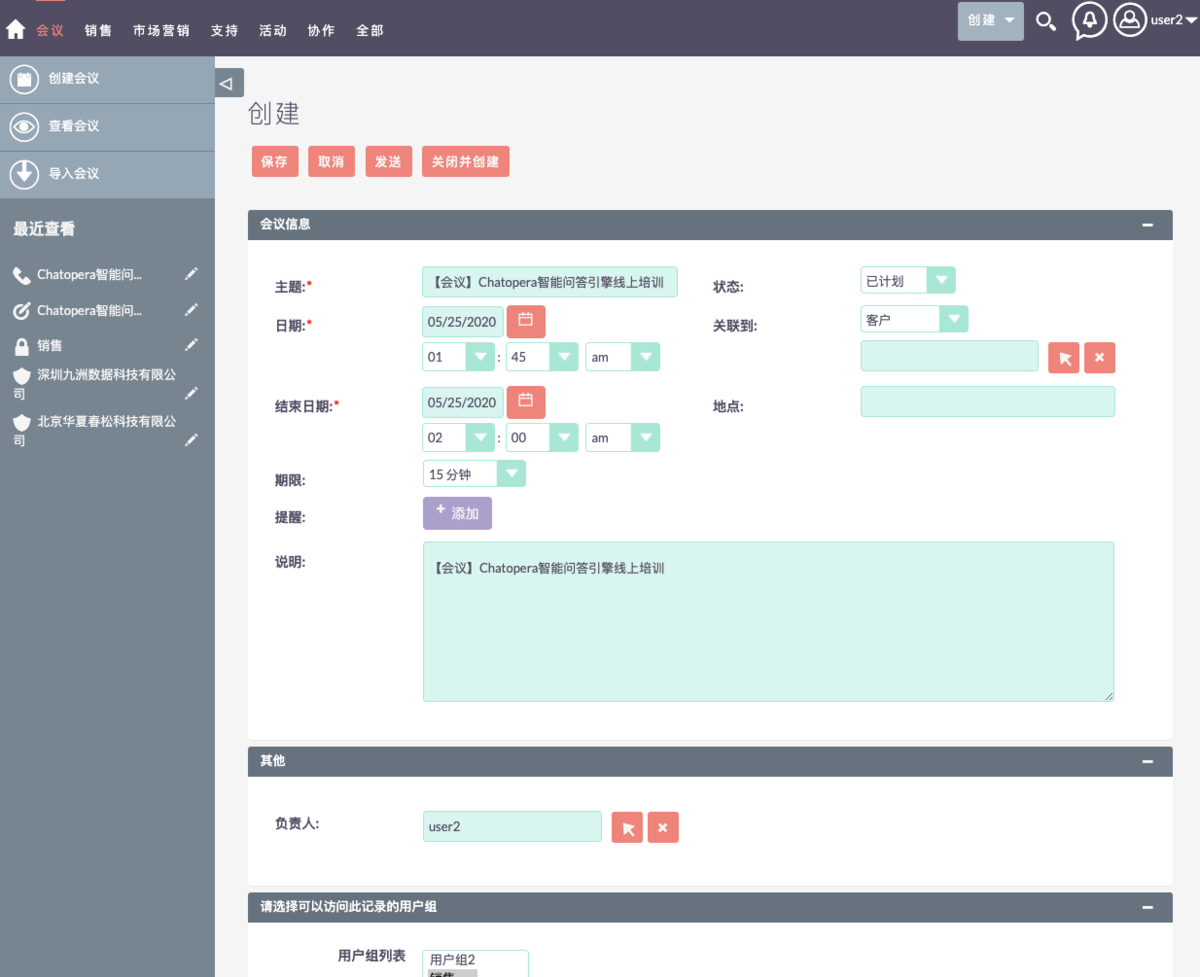 会议 销售 市场营销 支持 活动 协作 全部 创建 user2
创建会议
查看会议
导入会议
最近查看
Chatopera智能问...
Chatopera智能问...
销售
深圳九洲数据科技有限公
司
北京华夏春松科技有限公
司
创建
保存 取消 发送 关闭并创建
会议信息
主题:* 【会议】Chatopera智能问答引擎线上培训 状态: 已计划
日期:* 05/25/2020 关联到: 客户
01 : 45 am
结束日期:* 05/25/2020 地点:
02 : 00 am
期限: 15 分钟
提醒: + 添加
说明: 【会议】Chatopera智能问答引擎线上培训
其他
负责人: user2
请选择可以访问此记录的用户组
用户组列表 用户组2
销售